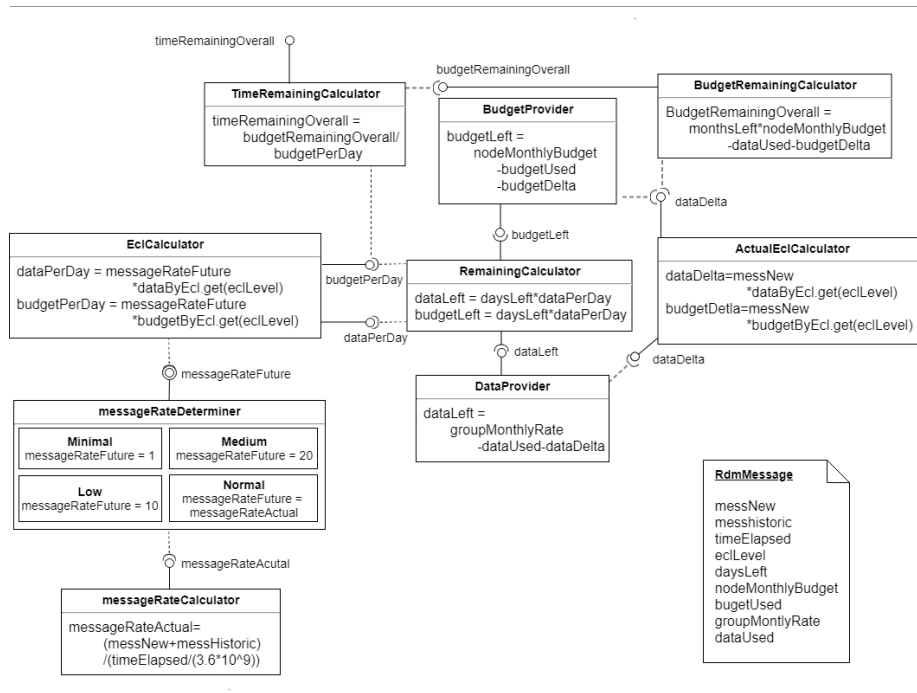 timeRemainingOverall
budgetRemainingOverall
TimeRemainingCalculator
timeRemainingOverall =
budgetRemainingOverall/
budgetPerDay
BudgetProvider
budgetLeft =
nodeMonthlyBudget
-budgetUsed
-budgetDelta
BudgetRemainingCalculator
BudgetRemainingOverall =
monthsLeft*nodeMonthlyBudget
-dataUsed-budgetDelta
dataDelta
budgetLeft
EclCalculator
dataPerDay = messageRateFuture
*dataByEcl.get(eclLevel)
budgetPerDay = messageRateFuture
*budgetByEcl.get(eclLevel)
budgetPerDay
dataPerDay
RemainingCalculator
dataLeft = daysLeft*dataPerDay
budgetLeft = daysLeft*dataPerDay
ActualEclCalculator
dataDelta=messNew
*dataByEcl.get(eclLevel)
budgetDetla=messNew
*budgetByEcl.get(eclLevel)
dataLeft
dataDelta
messageRateFuture
DataProvider
dataLeft =
groupMonthlyRate
-dataUsed-dataDelta
messageRateDeterminer
Minimal
messageRateFuture = 1
Medium
messageRateFuture = 20
Low
messageRateFuture = 10
Normal
messageRateFuture =
messageRateActual
messageRateAcutal
messageRateCalculator
messageRateActual=
(messNew+messHistoric)
/(timeElapsed/(3.6*10^9))
RdmMessage
messNew
messhistoric
timeElapsed
eclLevel
daysLeft
nodeMonthlyBudget
bugetUsed
groupMontlyRate
dataUsed